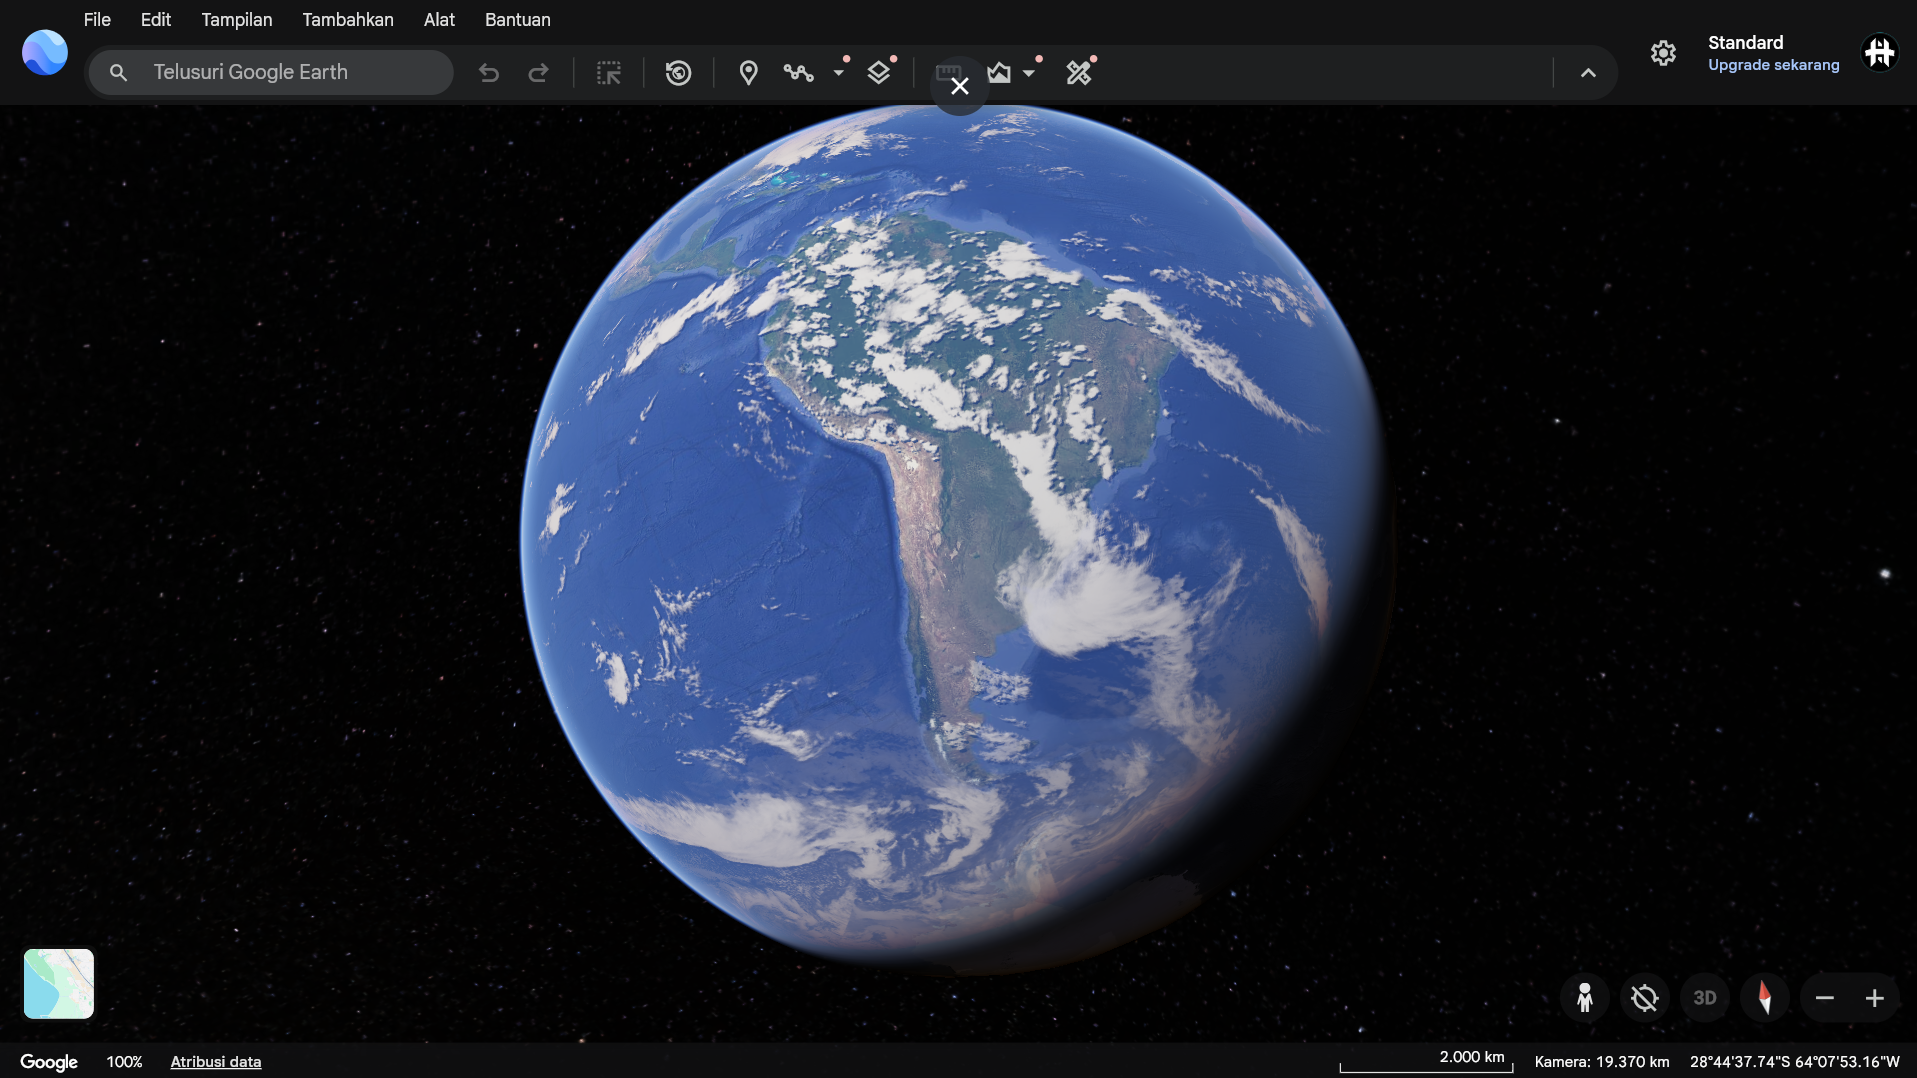 File Edit Tampilan Tambahkan Alat Bantuan
Telusuri Google Earth
Standard
Upgrade sekarang
3D
Google 100% Atribusi data 2.000 km Kamera: 19.370 km 28°44'37.74"S 64°07'53.16"W